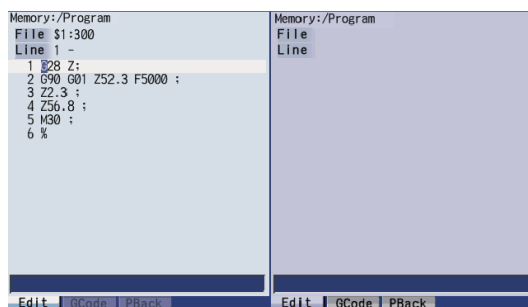 Memory:/Program
File $1:300
Line 1 -
1 G28 Z;
2 G90 G01 Z52.3 F5000 ;
3 Z2.3 ;
4 Z56.8 ;
5 M30 ;
6 %
Edit GCode PBack
Memory:/Program
File
Line
Edit GCode PBack